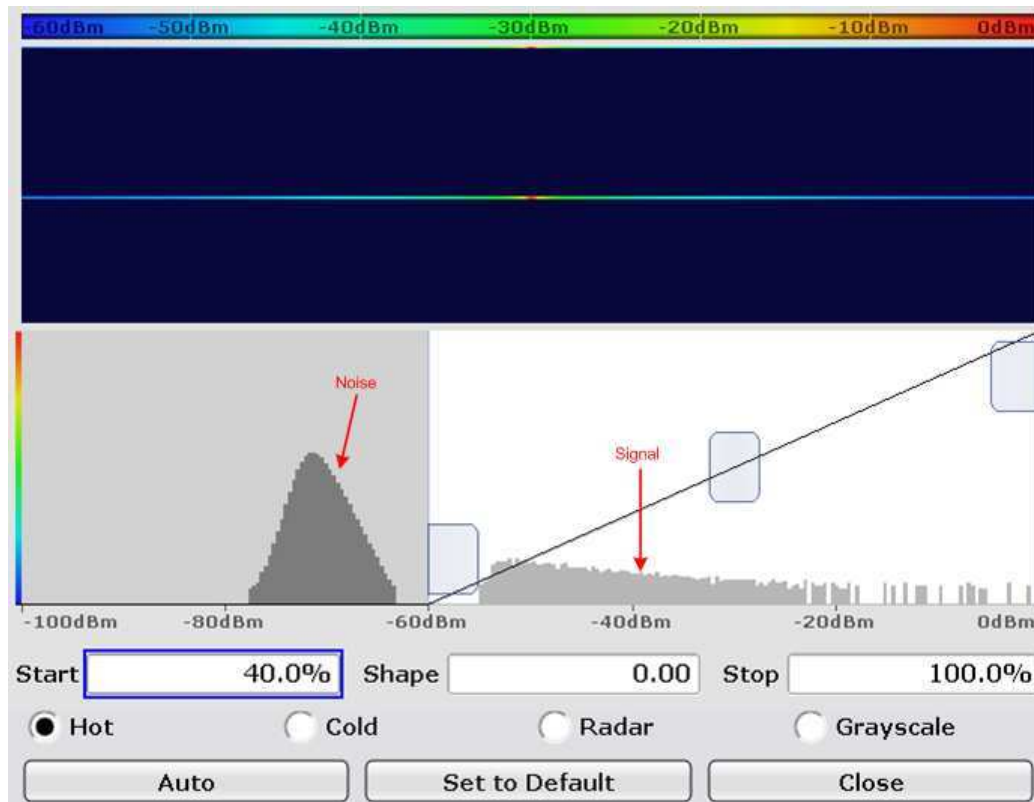 -60dBm -50dBm -40dBm -30dBm -20dBm -10dBm 0dBm
Noise
Signal
-100dBm -80dBm -60dBm -40dBm -20dBm 0dBm
Start 40.0% Shape 0.00 Stop 100.0%
Hot Cold Radar Grayscale
Auto Set to Default Close